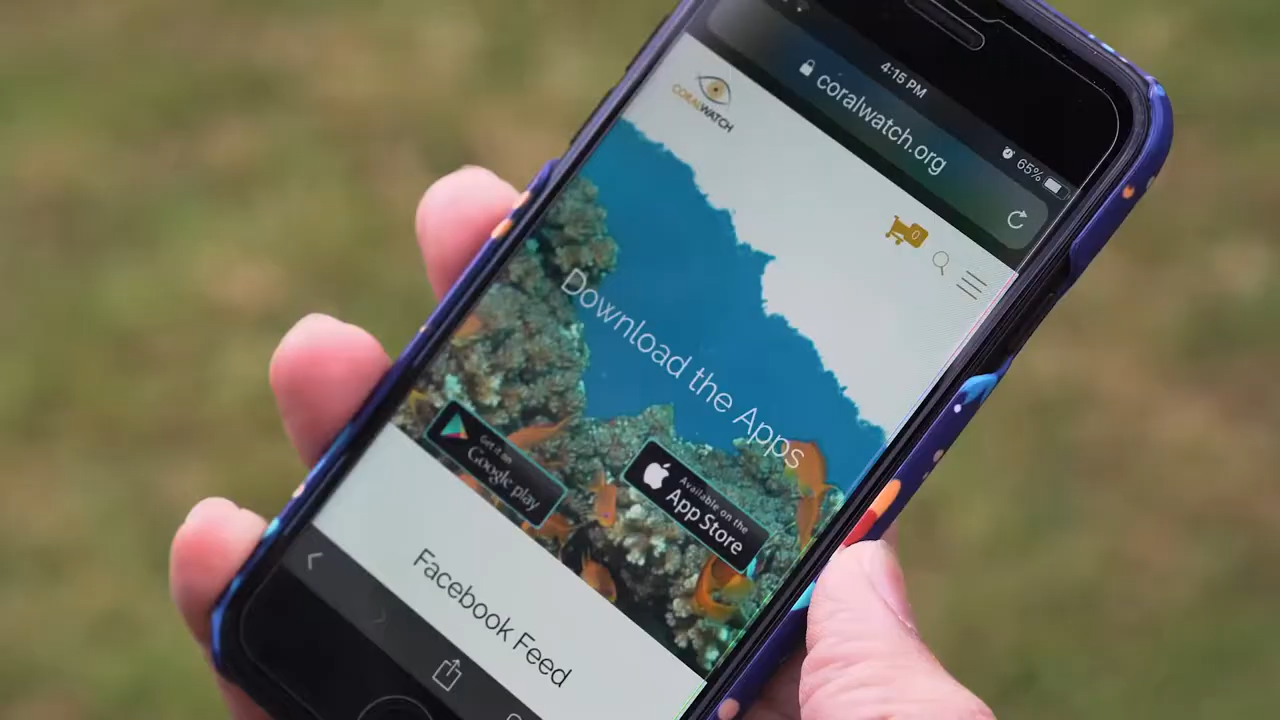 4:15 PM
65%
coralwatch.org
CORALWATCH
0
Download the Apps
Get it on
Google play
Available on the
App Store
Facebook Feed